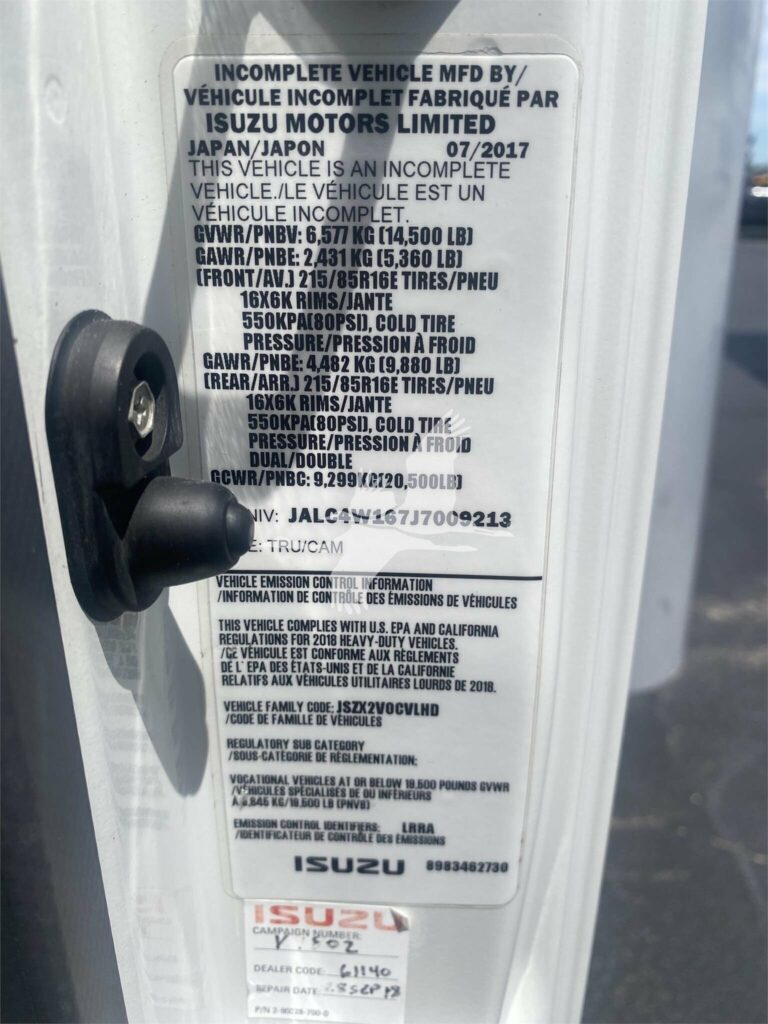 INCOMPLETE VEHICLE MFD BY/
VÉHICULE INCOMPLET FABRIQUÉ PAR
ISUZU MOTORS LIMITED
JAPAN/JAPON 07/2017
THIS VEHICLE IS AN INCOMPLETE
VEHICLE./LE VÉHICULE EST UN
VÉHICULE INCOMPLET.
GVWR/PNBV: 6,577 KG (14,500 LB)
GAWR/PNBE: 2,431 KG (5,360 LB)
(FRONT/AV.) 215/85R16E TIRES/PNEU
16X6K RIMS/JANTE
550KPA(80PSI), COLD TIRE
PRESSURE/PRESSION À FROID
GAWR/PNBE: 4,482 KG (9,880 LB)
(REAR/ARR.) 215/85R16E TIRES/PNEU
16X6K RIMS/JANTE
550KPA(80PSI), COLD TIRE
PRESSURE/PRESSION À FROID
DUAL/DOUBLE
GCWR/PNBC: 9,299KG(20,500LB)
NIV: JALC4W167J7009213
E: TRU/CAM
VEHICLE EMISSION CONTROL INFORMATION
/INFORMATION DE CONTRÔLE DES ÉMISSIONS DE VÉHICULES
THIS VEHICLE COMPLIES WITH U.S. EPA AND CALIFORNIA
REGULATIONS FOR 2018 HEAVY-DUTY VEHICLES.
/CE VÉHICULE EST CONFORME AUX RÈGLEMENTS
DE L' EPA DES ÉTATS-UNIS ET DE LA CALIFORNIE
RELATIFS AUX VÉHICULES UTILITAIRES LOURDS DE 2018.
VEHICLE FAMILY CODE: JSZX2VOCVLHD
/CODE DE FAMILLE DE VÉHICULES
REGULATORY SUB CATEGORY
/SOUS-CATÉGORIE DE RÉGLEMENTATION:
VOCATIONAL VEHICLES AT OR BELOW 19,500 POUNDS GVWR
/VÉHICULES SPÉCIALISÉS DE OU INFÉRIEURS
À 8,845 KG/19,500 LB (PNVB)
EMISSION CONTROL IDENTIFIERS: LRRA
/IDENTIFICATEUR DE CONTRÔLE DES ÉMISSIONS
ISUZU 8983462730
ISUZU
CAMPAIGN NUMBER:
DEALER CODE: 61140
REPAIR DATE: 28 SEP 18